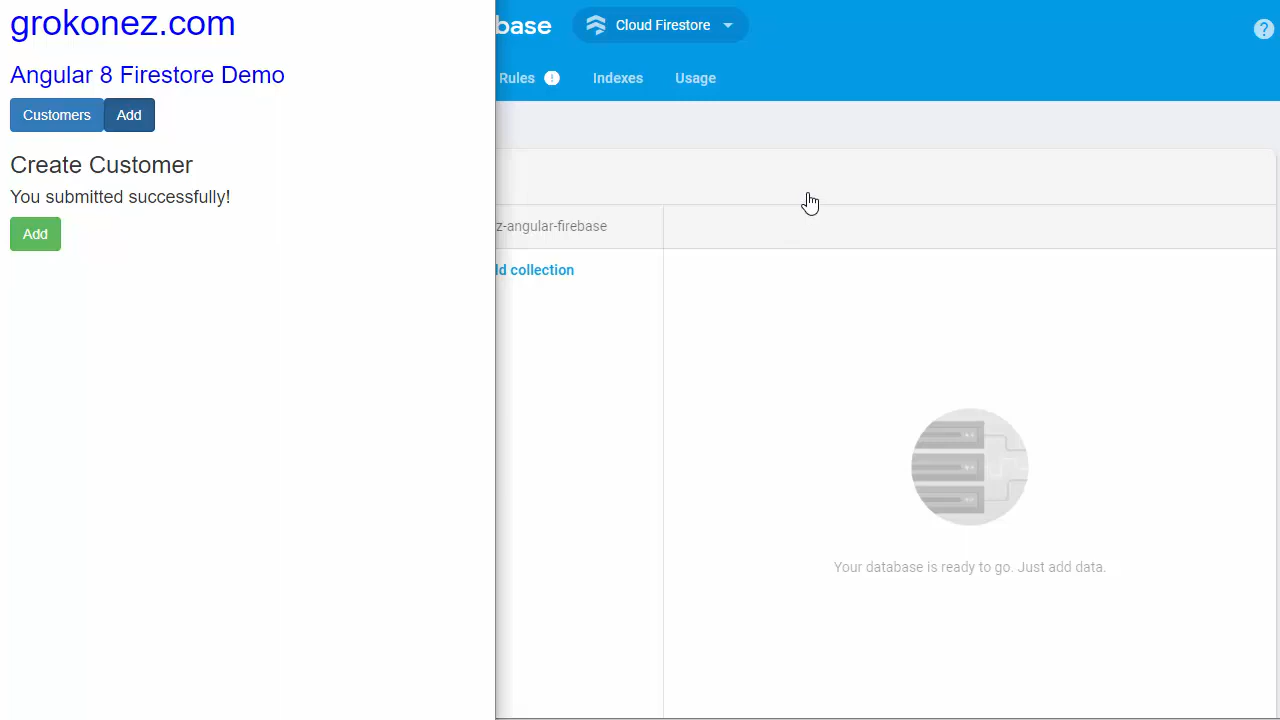 grokonez.com
Angular 8 Firestore Demo
Customers Add
Create Customer
You submitted successfully!
Add
base Cloud Firestore
?
Rules ! Indexes Usage
z-angular-firebase
ld collection
Your database is ready to go. Just add data.